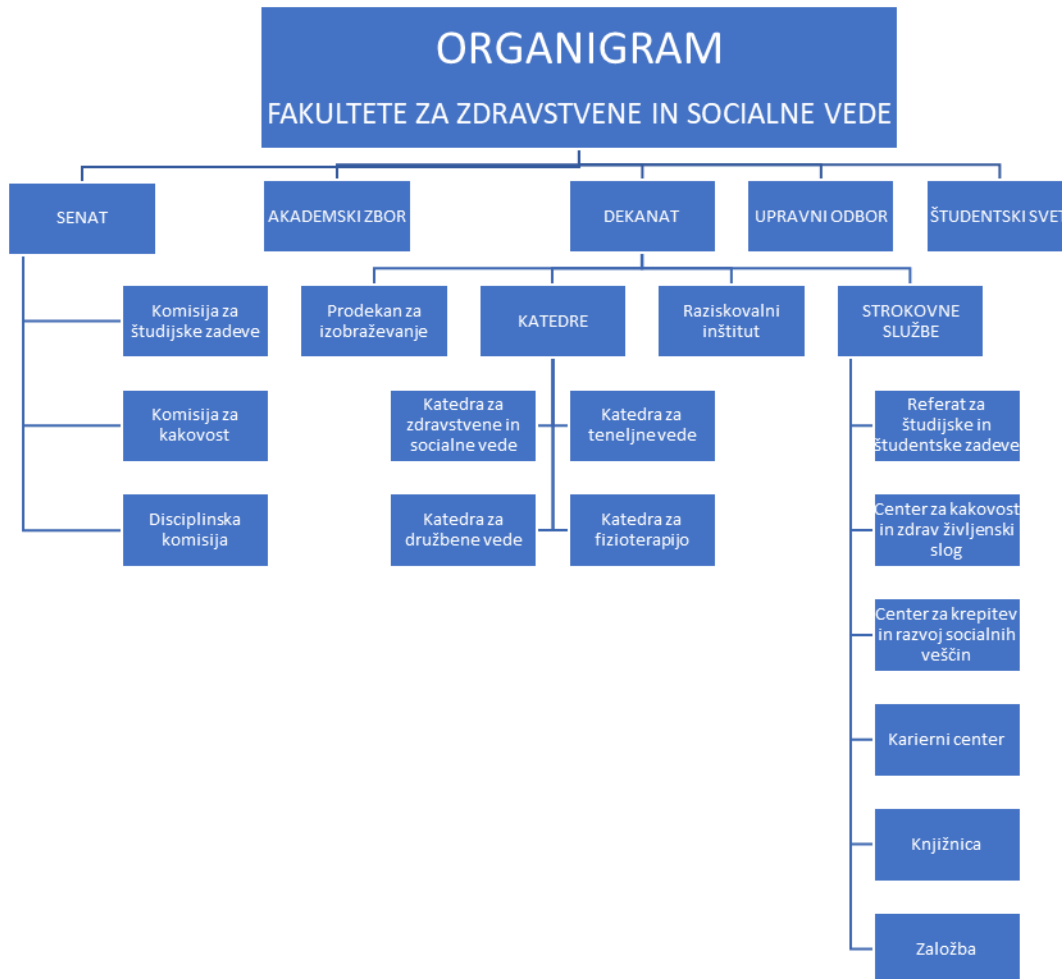 ORGANIGRAM
FAKULTETE ZA ZDRAVSTVENE IN SOCIALNE VEDE
SENAT
AKADEMSKI ZBOR
DEKANAT
UPRAVNI ODBOR
ŠTUDENTSKI SVET
Komisija za
študijske zadeve
Prodekan za
izobraževanje
KATEDRE
Raziskovalni
inštitut
STROKOVNE
SLUŽBE
Komisija za
kakovost
Katedra za
zdravstvene in
socialne vede
Katedra za
teneljne vede
Referat za
študijske in
študentske zadeve
Disciplinska
komisija
Katedra za
družbene vede
Katedra za
fizioterapijo
Center za kakovost
in zdrav življenski
slog
Center za krepitev
in razvoj socialnih
veščin
Karierni center
Knjižnica
Založba